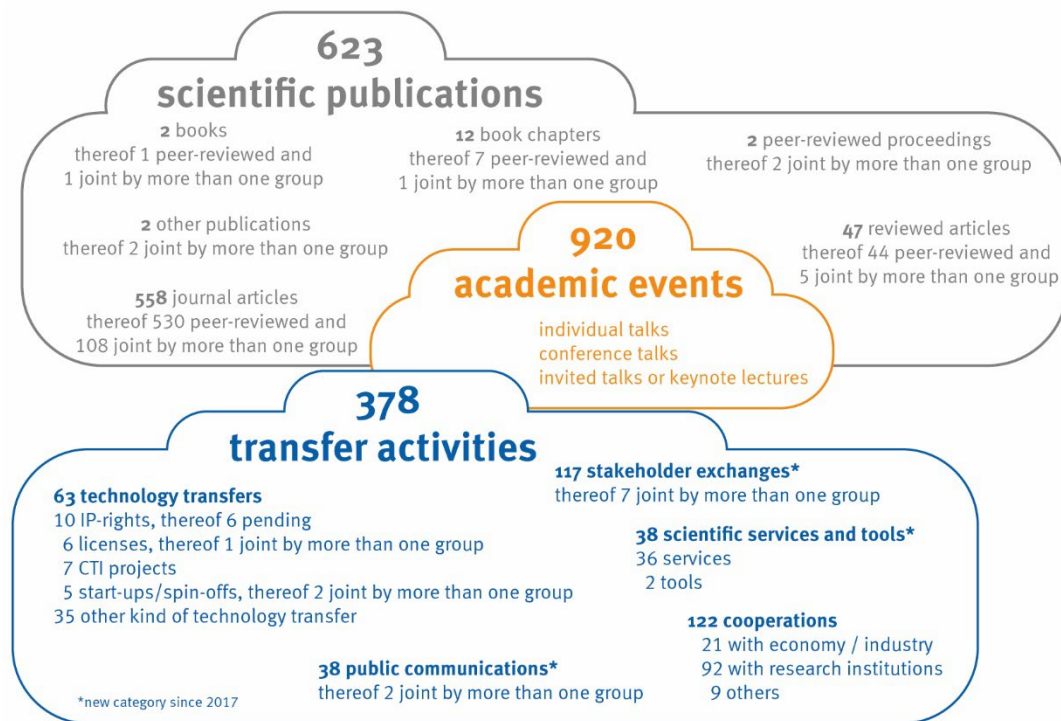 623
scientific publications
2 books
thereof 1 peer-reviewed and
1 joint by more than one group
12 book chapters
thereof 7 peer-reviewed and
1 joint by more than one group
2 peer-reviewed proceedings
thereof 2 joint by more than one group
2 other publications
thereof 2 joint by more than one group
47 reviewed articles
thereof 44 peer-reviewed and
5 joint by more than one group
558 journal articles
thereof 530 peer-reviewed and
108 joint by more than one group
920
academic events
individual talks
conference talks
invited talks or keynote lectures
378
transfer activities
63 technology transfers
10 IP-rights, thereof 6 pending
6 licenses, thereof 1 joint by more than one group
7 CTI projects
5 start-ups/spin-offs, thereof 2 joint by more than one group
35 other kind of technology transfer
117 stakeholder exchanges*
thereof 7 joint by more than one group
38 scientific services and tools*
36 services
2 tools
122 cooperations
21 with economy / industry
92 with research institutions
9 others
38 public communications*
thereof 2 joint by more than one group
*new category since 2017